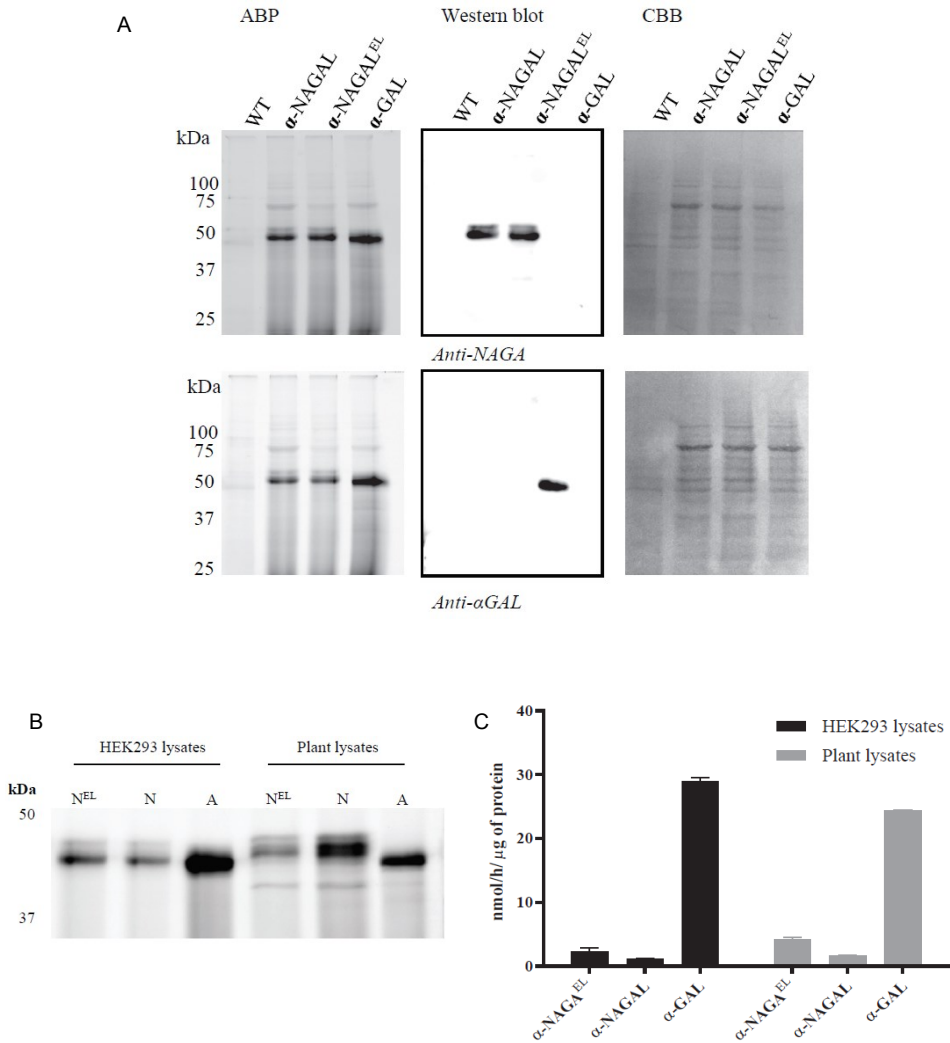 A
ABP
Western blot
CBB
WT
α-NAGAL
α-NAGAL^EL
α-GAL
WT
α-NAGAL
α-NAGAL^EL
α-GAL
WT
α-NAGAL
α-NAGAL^EL
α-GAL
kDa
100
75
50
37
25
Anti-NAGA
kDa
100
75
50
37
25
Anti-αGAL
B
HEK293 lysates
Plant lysates
kDa
N^EL
N
A
N^EL
N
A
50
37
C
nmol/h/ μg of protein
40
30
20
10
0
HEK293 lysates
Plant lysates
α-NAGA^EL
α-NAGAL
α-GAL
α-NAGA^EL
α-NAGAL
α-GAL